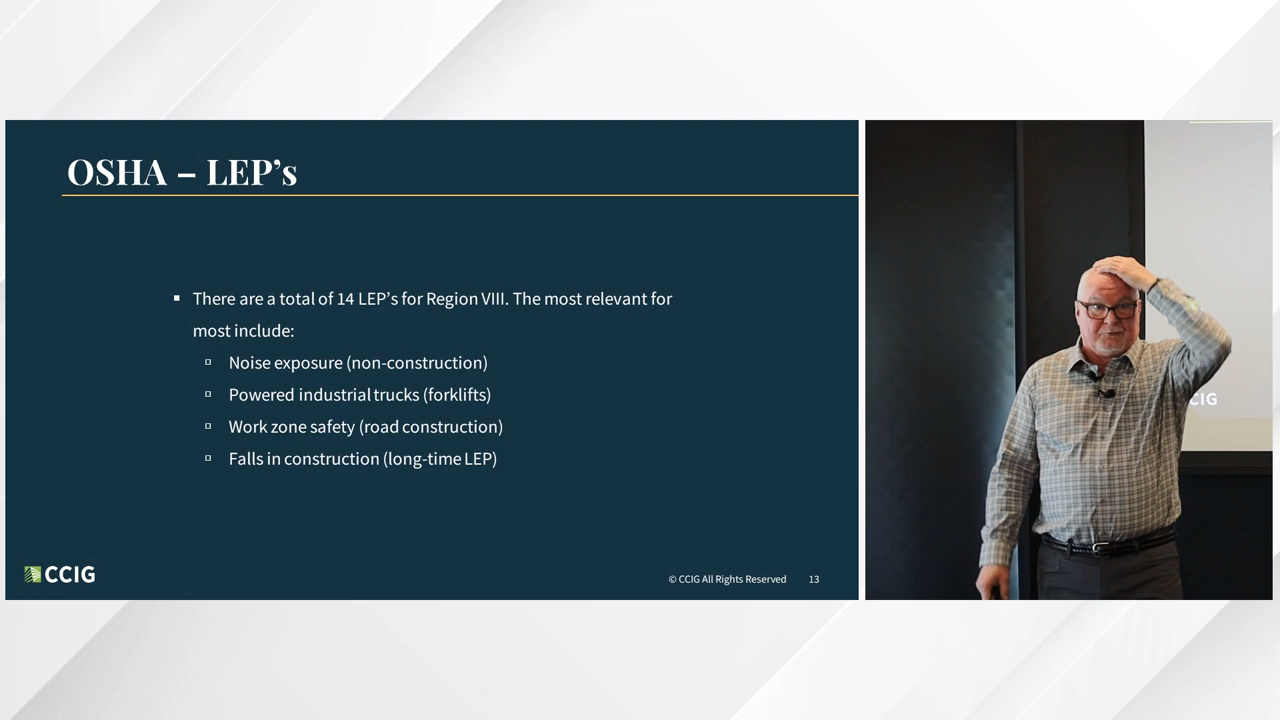 OSHA – LEP’s
▪ There are a total of 14 LEP’s for Region VIII. The most relevant for
most include:
▫ Noise exposure (non-construction)
▫ Powered industrial trucks (forklifts)
▫ Work zone safety (road construction)
▫ Falls in construction (long-time LEP)
CCIG
© CCIG All Rights Reserved 13
CIG